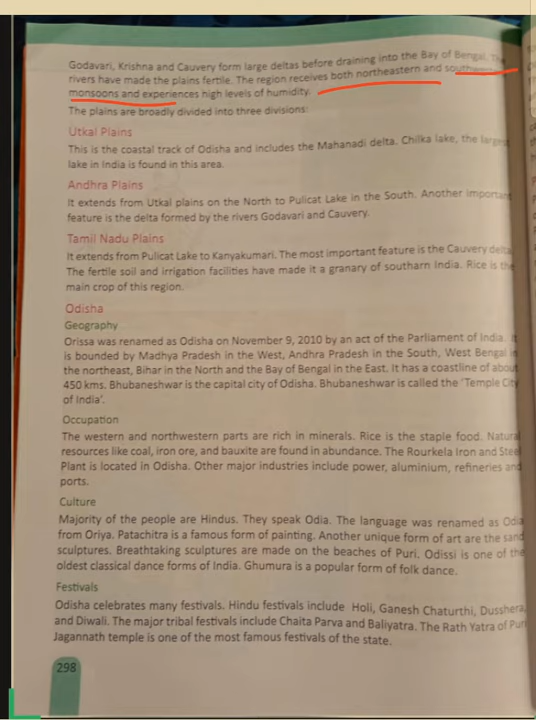 Godavari, Krishna and Cauvery form large deltas before draining into the Bay of Bengal. The
rivers have made the plains fertile. The region receives both northeastern and
monsoons and experiences high levels of humidity.
The plains are broadly divided into three divisions:
Utkal Plains
This is the coastal track of Odisha and includes the Mahanadi delta. Chilka lake, the largest
lake in India is found in this area.
Andhra Plains
It extends from Utkal plains on the North to Pulicat Lake in the South. Another important
feature is the delta formed by the rivers Godavari and Cauvery.
Tamil Nadu Plains
It extends from Pulicat Lake to Kanyakumari. The most important feature is the Cauvery delta.
The fertile soil and irrigation facilities have made it a granary of southarn India. Rice is the
main crop of this region.
Odisha
Geography
Orissa was renamed as Odisha on November 9, 2010 by an act of the Parliament of India. It
is bounded by Madhya Pradesh in the West, Andhra Pradesh in the South, West Bengal in
the northeast, Bihar in the North and the Bay of Bengal in the East. It has a coastline of about
450 kms. Bhubaneshwar is the capital city of Odisha. Bhubaneshwar is called the 'Temple City
of India'.
Occupation
The western and northwestern parts are rich in minerals. Rice is the staple food. Natural
resources like coal, iron ore, and bauxite are found in abundance. The Rourkela Iron and Steel
Plant is located in Odisha. Other major industries include power, aluminium, refineries and
ports.
Culture
Majority of the people are Hindus. They speak Odia. The language was renamed as Odia
from Oriya. Patachitra is a famous form of painting. Another unique form of art are the sand
sculptures. Breathtaking sculptures are made on the beaches of Puri. Odissi is one of the
oldest classical dance forms of India. Ghumura is a popular form of folk dance.
Festivals
Odisha celebrates many festivals. Hindu festivals include Holi, Ganesh Chaturthi, Dusshera,
and Diwali. The major tribal festivals include Chaita Parva and Baliyatra. The Rath Yatra of Puri
Jagannath temple is one of the most famous festivals of the state.
298